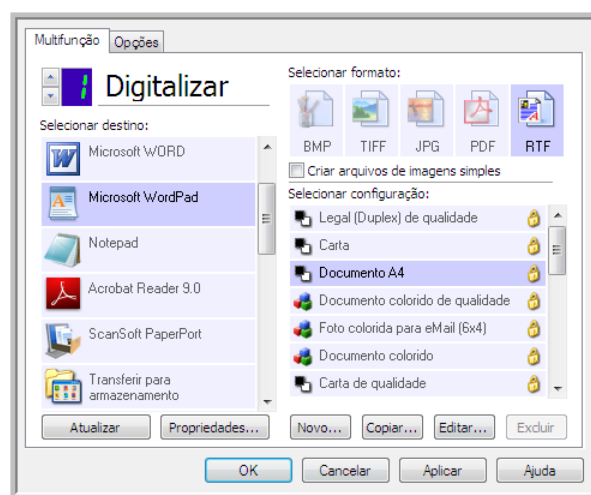 Multifunção
Opções
1 Digitalizar
Selecionar destino:
Microsoft WORD
Microsoft WordPad
Notepad
Acrobat Reader 9.0
ScanSoft PaperPort
Transferir para
armazenamento
Atualizar
Propriedades...
Selecionar formato:
BMP TIFF JPG PDF RTF
Criar arquivos de imagens simples
Selecionar configuração:
Legal (Duplex) de qualidade
Carta
Documento A4
Documento colorido de qualidade
Foto colorida para eMail (6x4)
Documento colorido
Carta de qualidade
Novo... Copiar... Editar... Excluir
OK Cancelar Aplicar Ajuda